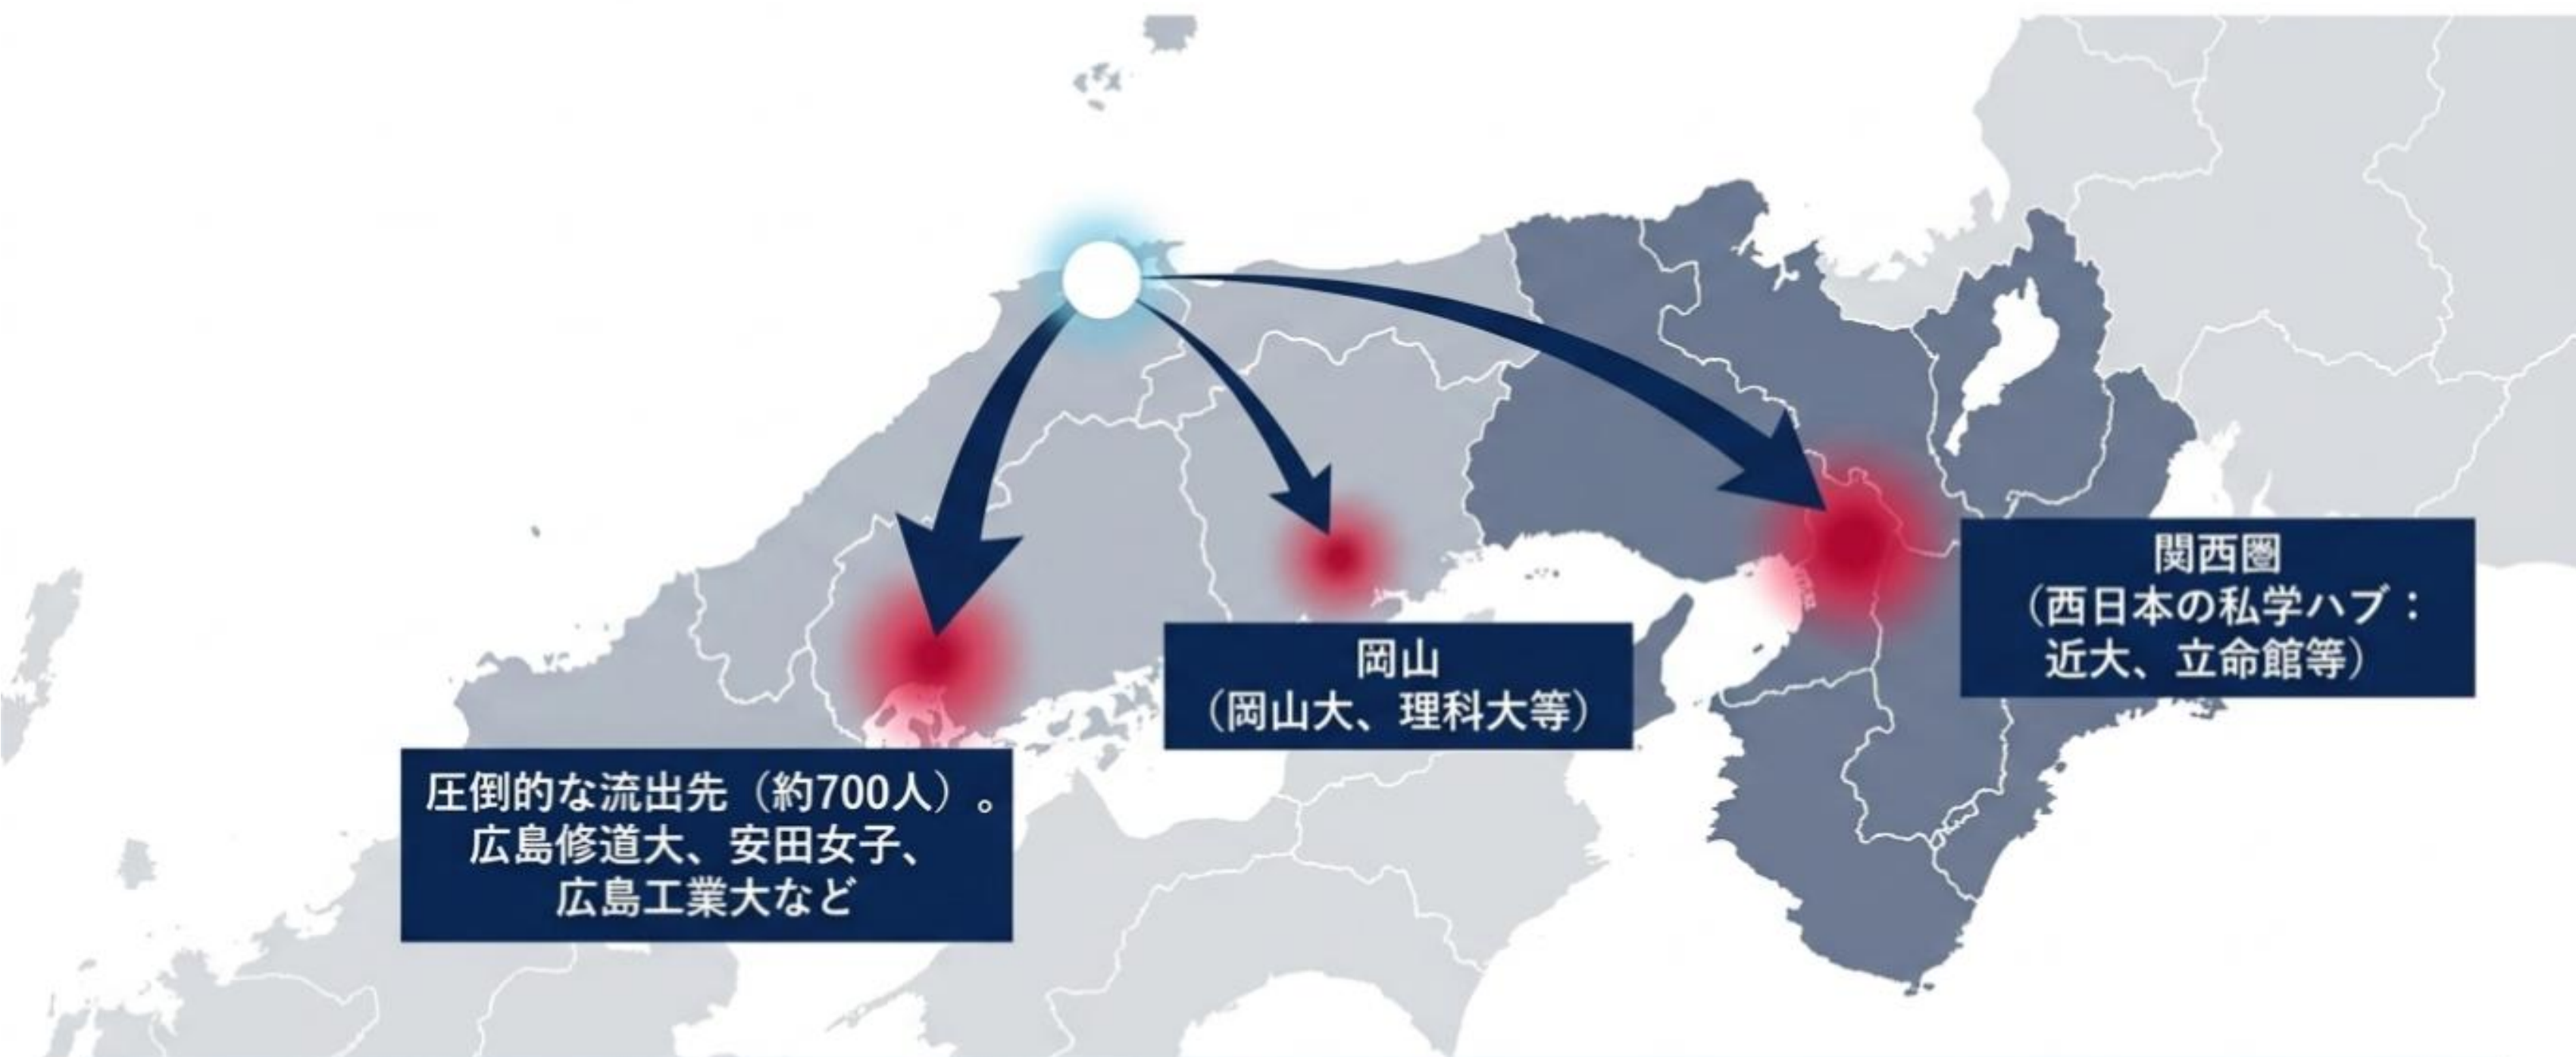 圧倒的な流出先（約700人）。
広島修道大、安田女子、
広島工業大など
岡山
（岡山大、理科大等）
関西圏
（西日本の私学ハブ：
近大、立命館等）